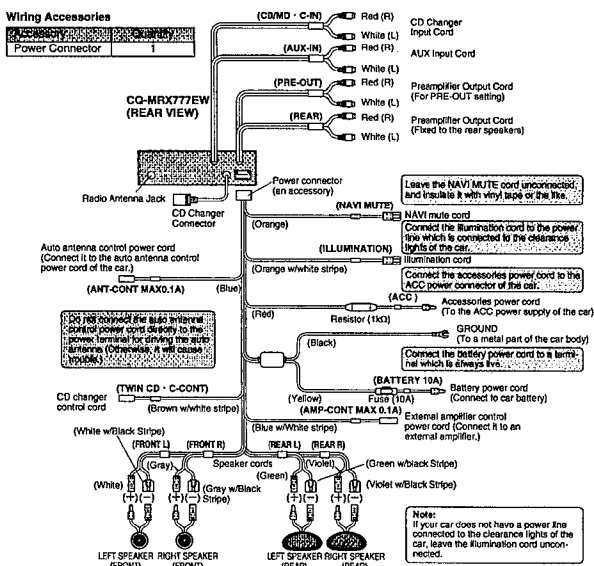 Wiring Accessories
Accessory Quantity
Power Connector 1
(CD/MD · C-IN)
Red (R)
White (L)
CD Changer
Input Cord
(AUX-IN)
Red (R)
White (L)
AUX Input Cord
(PRE-OUT)
Red (R)
White (L)
Preamplifier Output Cord
(For PRE-OUT setting)
(REAR)
Red (R)
White (L)
Preamplifier Output Cord
(Fixed to the rear speakers)
CQ-MRX777EW
(REAR VIEW)
Radio Antenna Jack
CD Changer
Connector
Power connector
(an accessory)
Leave the NAVI MUTE cord unconnected,
and insulate it with vinyl tape or the like.
(NAVI MUTE)
(Orange)
NAVI mute cord
Connect the illumination cord to the power
line which is connected to the clearance
lights of the car.
(ILLUMINATION)
(Orange w/white stripe)
Illumination cord
Connect the accessories power cord to the
ACC power connector of the car.
Auto antenna control power cord
(Connect it to the auto antenna control
power cord of the car.)
(ANT-CONT MAX0.1A)
(Blue)
(ACC)
(Red)
Resistor (1kΩ)
Accessories power cord
(To the ACC power supply of the car)
Do not connect the auto antenna
control power cord directly to the
power terminal for driving the auto
antenna (Otherwise, it will cause
trouble.)
(Black)
GROUND
(To a metal part of the car body)
Connect the battery power cord to a termi-
nal which is always live.
(BATTERY 10A)
(Yellow)
Fuse (10A)
Battery power cord
(Connect to car battery)
(TWIN CD · C-CONT)
CD changer
control cord
(Brown w/white stripe)
(AMP-CONT MAX 0.1A)
(Blue w/White stripe)
External amplifier control
power cord (Connect it to an
external amplifier.)
(White w/Black Stripe)
(FRONT L) (FRONT R)
(REAR L) (REAR R)
(Green w/black Stripe)
(Gray)
Speaker cords
(Green)
(Violet)
(White)
(Gray w/Black
Stripe)
(Violet w/Black Stripe)
(+) (−) (+) (−) (+) (−) (+) (−)
LEFT SPEAKER
(FRONT)
RIGHT SPEAKER
(FRONT)
LEFT SPEAKER
(REAR)
RIGHT SPEAKER
(REAR)
Note:
If your car does not have a power line
connected to the clearance lights of the
car, leave the illumination cord uncon-
nected.